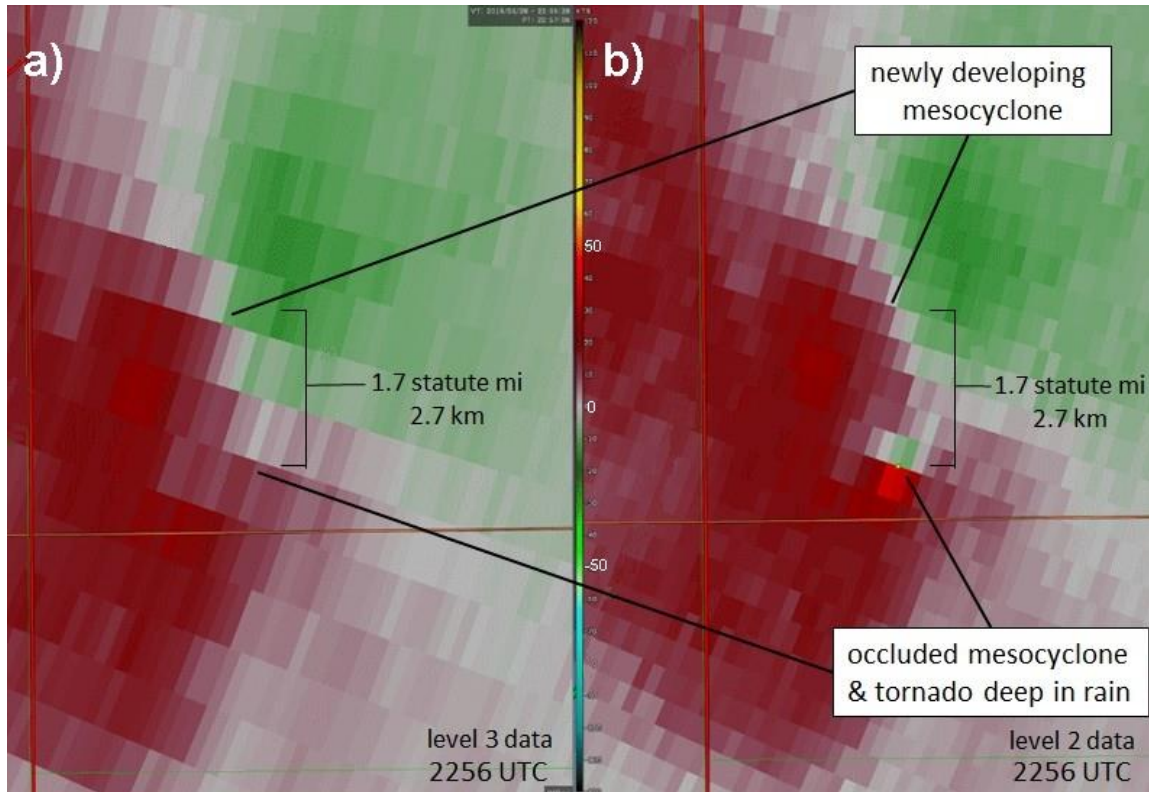 a)
b)
newly developing
mesocyclone
50
0
-50
1.7 statute mi
2.7 km
1.7 statute mi
2.7 km
occluded mesocyclone
& tornado deep in rain
level 3 data
2256 UTC
level 2 data
2256 UTC